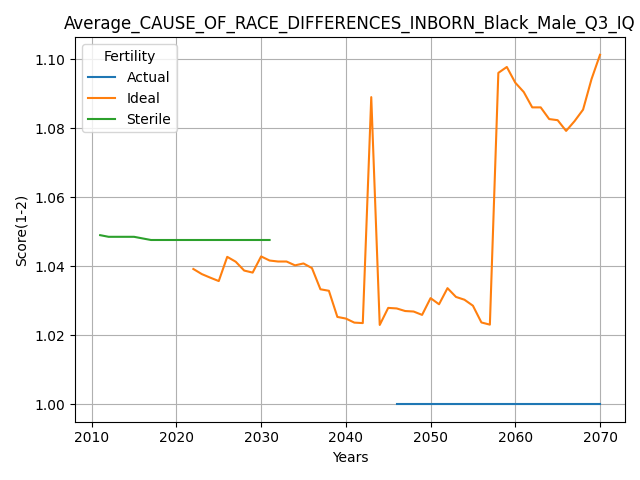 Average_CAUSE_OF_RACE_DIFFERENCES_INBORN_Black_Male_Q3_IQ
Fertility
Actual
Ideal
Sterile
Score(1-2)
1.10
1.08
1.06
1.04
1.02
1.00
2010 2020 2030 2040 2050 2060 2070
Years